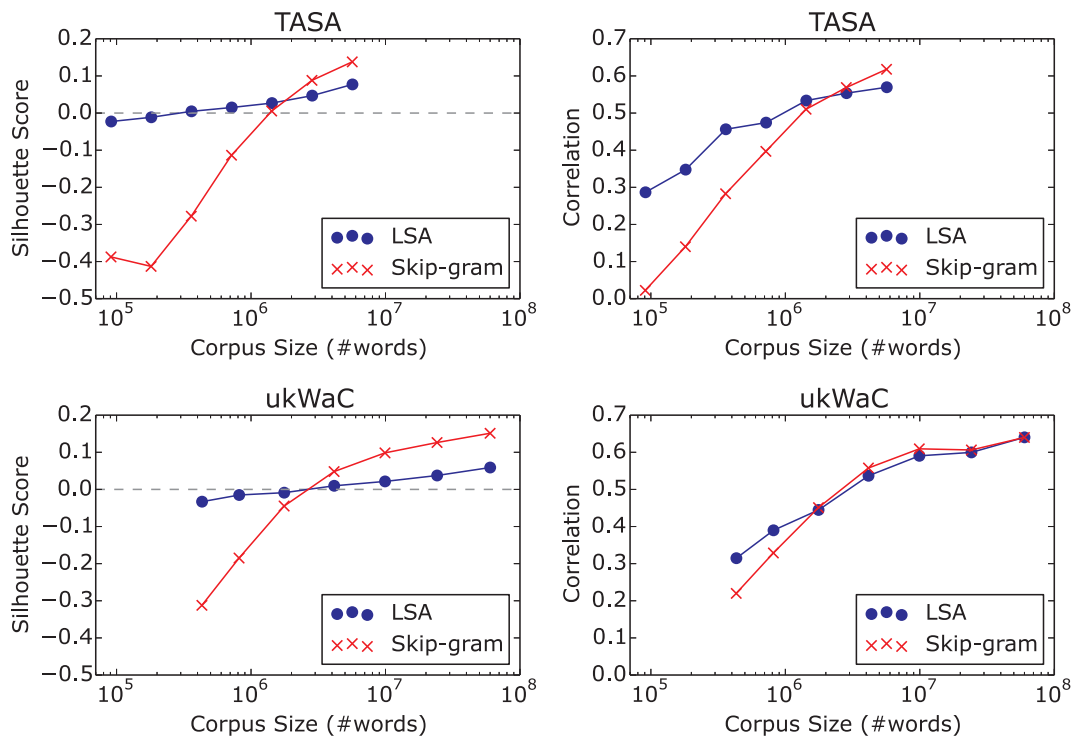 TASA
0.2
0.1
0.0
−0.1
−0.2
−0.3
−0.4
−0.5
Silhouette Score
LSA
Skip-gram
10^5 10^6 10^7 10^8
Corpus Size (#words)
TASA
0.7
0.6
0.5
0.4
0.3
0.2
0.1
0.0
Correlation
LSA
Skip-gram
10^5 10^6 10^7 10^8
Corpus Size (#words)
ukWaC
0.2
0.1
0.0
−0.1
−0.2
−0.3
−0.4
−0.5
Silhouette Score
LSA
Skip-gram
10^5 10^6 10^7 10^8
Corpus Size (#words)
ukWaC
0.7
0.6
0.5
0.4
0.3
0.2
0.1
0.0
Correlation
LSA
Skip-gram
10^5 10^6 10^7 10^8
Corpus Size (#words)